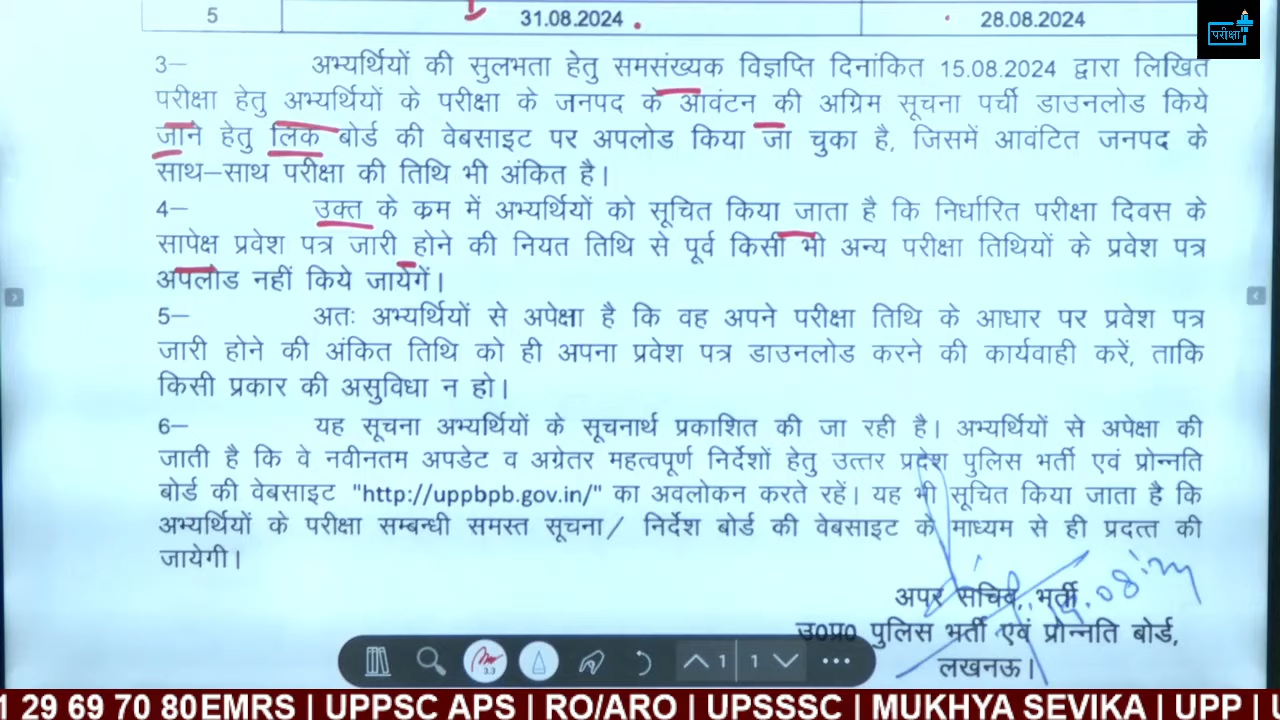 5 31.08.2024 28.08.2024
परीक्षा
3– अभ्यर्थियों की सुलभता हेतु समसंख्यक विज्ञप्ति दिनांकित 15.08.2024 द्वारा लिखित
परीक्षा हेतु अभ्यर्थियों के परीक्षा के जनपद के आवंटन की अग्रिम सूचना पर्ची डाउनलोड किये
जाने हेतु लिंक बोर्ड की वेबसाइट पर अपलोड किया जा चुका है, जिसमें आवंटित जनपद के
साथ–साथ परीक्षा की तिथि भी अंकित है।
4– उक्त के क्रम में अभ्यर्थियों को सूचित किया जाता है कि निर्धारित परीक्षा दिवस के
सापेक्ष प्रवेश पत्र जारी होने की नियत तिथि से पूर्व किसी भी अन्य परीक्षा तिथियों के प्रवेश पत्र
अपलोड नहीं किये जायेगें।
5– अतः अभ्यर्थियों से अपेक्षा है कि वह अपने परीक्षा तिथि के आधार पर प्रवेश पत्र
जारी होने की अंकित तिथि को ही अपना प्रवेश पत्र डाउनलोड करने की कार्यवाही करें, ताकि
किसी प्रकार की असुविधा न हो।
6– यह सूचना अभ्यर्थियों के सूचनार्थ प्रकाशित की जा रही है। अभ्यर्थियों से अपेक्षा की
जाती है कि वे नवीनतम अपडेट व अग्रेतर महत्वपूर्ण निर्देशों हेतु उत्तर प्रदेश पुलिस भर्ती एवं प्रोन्नति
बोर्ड की वेबसाइट "http://uppbpb.gov.in/" का अवलोकन करते रहें। यह भी सूचित किया जाता है कि
अभ्यर्थियों के परीक्षा सम्बन्धी समस्त सूचना/ निर्देश बोर्ड की वेबसाइट के माध्यम से ही प्रदत्त की
जायेगी।
अपर सचिव, भर्ती
उ0प्र0 पुलिस भर्ती एवं प्रोन्नति बोर्ड,
लखनऊ।
3.3 1 1
1 29 69 70 80 EMRS | UPPSC APS | RO/ARO | UPSSSC | MUKHYA SEVIKA | UPP |